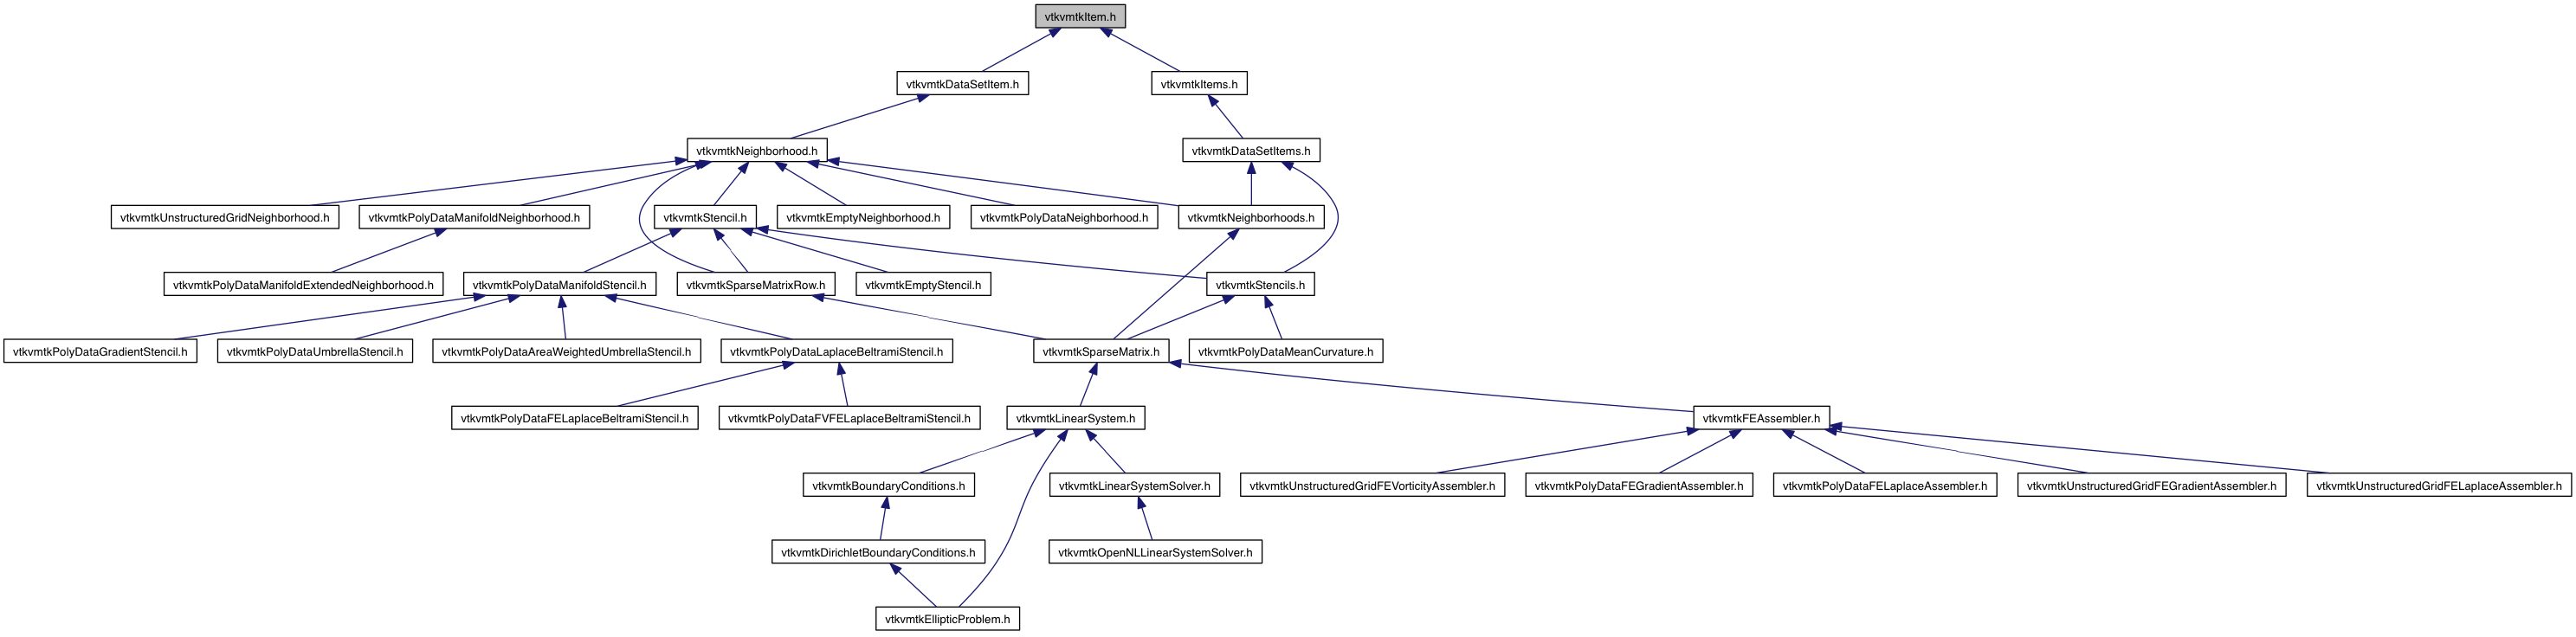 vtkvmtkItem.h
vtkvmtkDataSetItem.h
vtkvmtkItems.h
vtkvmtkNeighborhood.h
vtkvmtkDataSetItems.h
vtkvmtkUnstructuredGridNeighborhood.h
vtkvmtkPolyDataManifoldNeighborhood.h
vtkvmtkStencil.h
vtkvmtkEmptyNeighborhood.h
vtkvmtkPolyDataNeighborhood.h
vtkvmtkNeighborhoods.h
vtkvmtkPolyDataManifoldExtendedNeighborhood.h
vtkvmtkPolyDataManifoldStencil.h
vtkvmtkSparseMatrixRow.h
vtkvmtkEmptyStencil.h
vtkvmtkStencils.h
vtkvmtkPolyDataGradientStencil.h
vtkvmtkPolyDataUmbrellaStencil.h
vtkvmtkPolyDataAreaWeightedUmbrellaStencil.h
vtkvmtkPolyDataLaplaceBeltramiStencil.h
vtkvmtkSparseMatrix.h
vtkvmtkPolyDataMeanCurvature.h
vtkvmtkPolyDataFELaplaceBeltramiStencil.h
vtkvmtkPolyDataFVFELaplaceBeltramiStencil.h
vtkvmtkLinearSystem.h
vtkvmtkFEAssembler.h
vtkvmtkBoundaryConditions.h
vtkvmtkLinearSystemSolver.h
vtkvmtkUnstructuredGridFEVorticityAssembler.h
vtkvmtkPolyDataFEGradientAssembler.h
vtkvmtkPolyDataFELaplaceAssembler.h
vtkvmtkUnstructuredGridFEGradientAssembler.h
vtkvmtkUnstructuredGridFELaplaceAssembler.h
vtkvmtkDirichletBoundaryConditions.h
vtkvmtkOpenNLLinearSystemSolver.h
vtkvmtkEllipticProblem.h